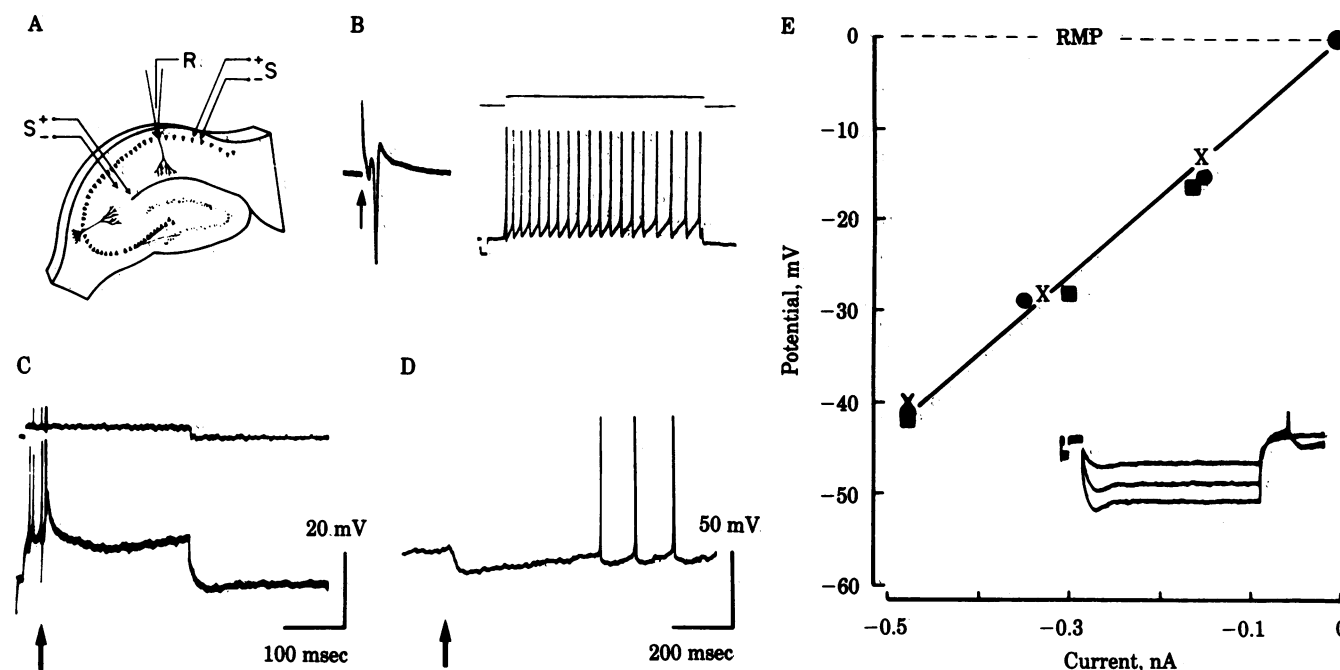 A
R
+
S
−
S+
−
B
C
20 mV
100 msec
D
50 mV
200 msec
E
0
RMP
−10
X
−20
−30
X
−40
X
−50
−60
Potential, mV
−0.5
−0.3
−0.1
0
Current, nA